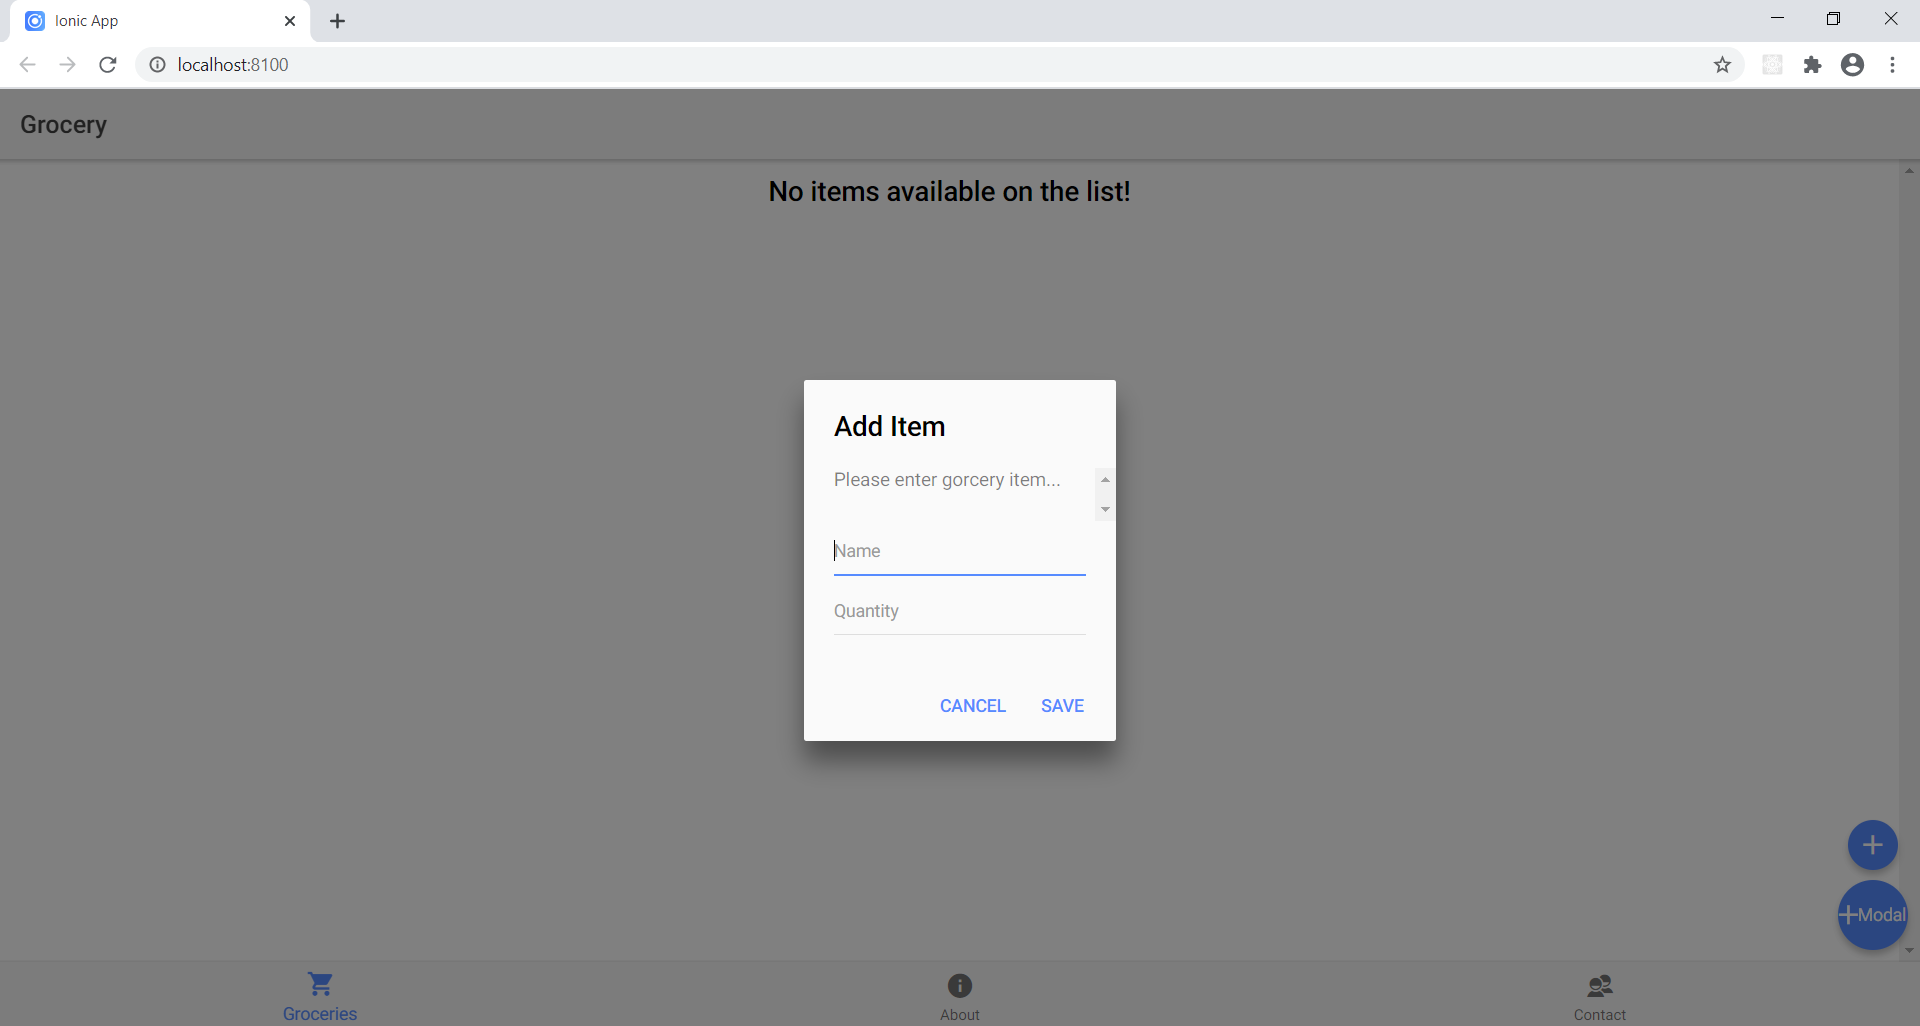 Ionic App
localhost:8100
Grocery
No items available on the list!
Add Item
Please enter gorcery item...
Name
Quantity
CANCEL SAVE
+
+Modal
Groceries
About
Contact